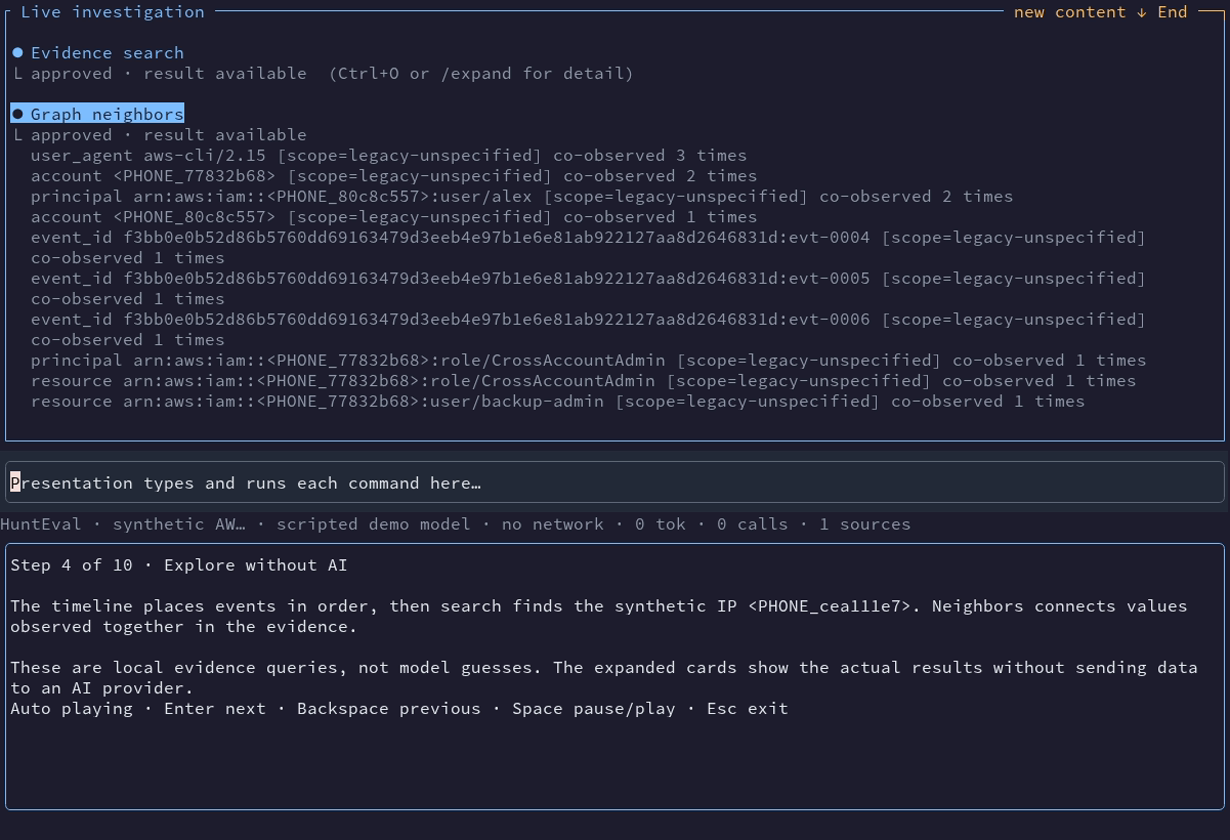 Live investigation
new content ↓ End
● Evidence search
L approved · result available (Ctrl+O or /expand for detail)
● Graph neighbors
L approved · result available
user_agent aws-cli/2.15 [scope=legacy-unspecified] co-observed 3 times
account <PHONE_77832b68> [scope=legacy-unspecified] co-observed 2 times
principal arn:aws:iam::<PHONE_80c8c557>:user/alex [scope=legacy-unspecified] co-observed 2 times
account <PHONE_80c8c557> [scope=legacy-unspecified] co-observed 1 times
event_id f3bb0e0b52d86b5760dd69163479d3eeb4e97b1e6e81ab922127aa8d2646831d:evt-0004 [scope=legacy-unspecified]
co-observed 1 times
event_id f3bb0e0b52d86b5760dd69163479d3eeb4e97b1e6e81ab922127aa8d2646831d:evt-0005 [scope=legacy-unspecified]
co-observed 1 times
event_id f3bb0e0b52d86b5760dd69163479d3eeb4e97b1e6e81ab922127aa8d2646831d:evt-0006 [scope=legacy-unspecified]
co-observed 1 times
principal arn:aws:iam::<PHONE_77832b68>:role/CrossAccountAdmin [scope=legacy-unspecified] co-observed 1 times
resource arn:aws:iam::<PHONE_77832b68>:role/CrossAccountAdmin [scope=legacy-unspecified] co-observed 1 times
resource arn:aws:iam::<PHONE_77832b68>:user/backup-admin [scope=legacy-unspecified] co-observed 1 times
Presentation types and runs each command here…
HuntEval · synthetic AW… · scripted demo model · no network · 0 tok · 0 calls · 1 sources
Step 4 of 10 · Explore without AI
The timeline places events in order, then search finds the synthetic IP <PHONE_cea111e7>. Neighbors connects values
observed together in the evidence.
These are local evidence queries, not model guesses. The expanded cards show the actual results without sending data
to an AI provider.
Auto playing · Enter next · Backspace previous · Space pause/play · Esc exit